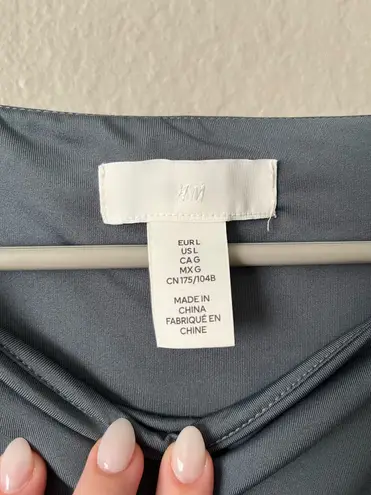 H&M
EUR L
US L
CA G
MX G
CN 175/104B
MADE IN
CHINA
FABRIQUÉ EN
CHINE